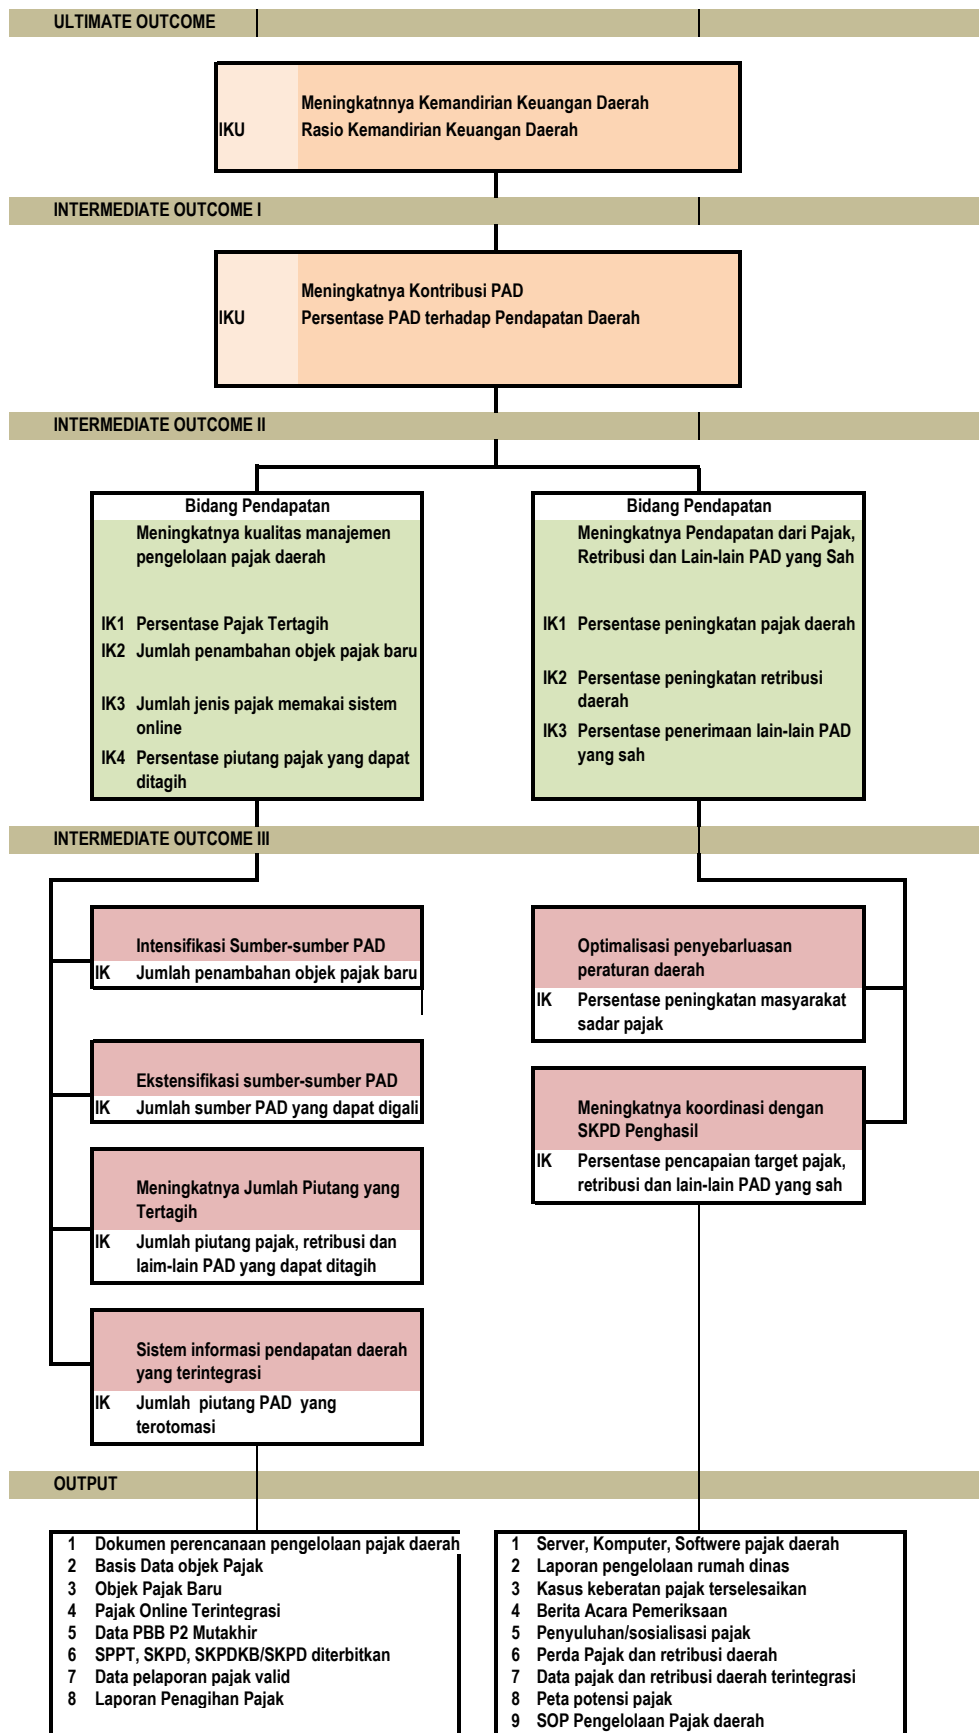 ULTIMATE OUTCOME
Meningkatnnya Kemandirian Keuangan Daerah
IKU Rasio Kemandirian Keuangan Daerah
INTERMEDIATE OUTCOME I
Meningkatnya Kontribusi PAD
IKU Persentase PAD terhadap Pendapatan Daerah
INTERMEDIATE OUTCOME II
Bidang Pendapatan
Meningkatnya kualitas manajemen
pengelolaan pajak daerah
IK1 Persentase Pajak Tertagih
IK2 Jumlah penambahan objek pajak baru
IK3 Jumlah jenis pajak memakai sistem
online
IK4 Persentase piutang pajak yang dapat
ditagih
Bidang Pendapatan
Meningkatnya Pendapatan dari Pajak,
Retribusi dan Lain-lain PAD yang Sah
IK1 Persentase peningkatan pajak daerah
IK2 Persentase peningkatan retribusi
daerah
IK3 Persentase penerimaan lain-lain PAD
yang sah
INTERMEDIATE OUTCOME III
Intensifikasi Sumber-sumber PAD
IK Jumlah penambahan objek pajak baru
Ekstensifikasi sumber-sumber PAD
IK Jumlah sumber PAD yang dapat digali
Meningkatnya Jumlah Piutang yang
Tertagih
IK Jumlah piutang pajak, retribusi dan
laim-lain PAD yang dapat ditagih
Sistem informasi pendapatan daerah
yang terintegrasi
IK Jumlah piutang PAD yang
terotomasi
Optimalisasi penyebarluasan
peraturan daerah
IK Persentase peningkatan masyarakat
sadar pajak
Meningkatnya koordinasi dengan
SKPD Penghasil
IK Persentase pencapaian target pajak,
retribusi dan lain-lain PAD yang sah
OUTPUT
1 Dokumen perencanaan pengelolaan pajak daerah
2 Basis Data objek Pajak
3 Objek Pajak Baru
4 Pajak Online Terintegrasi
5 Data PBB P2 Mutakhir
6 SPPT, SKPD, SKPDKB/SKPD diterbitkan
7 Data pelaporan pajak valid
8 Laporan Penagihan Pajak
1 Server, Komputer, Softwere pajak daerah
2 Laporan pengelolaan rumah dinas
3 Kasus keberatan pajak terselesaikan
4 Berita Acara Pemeriksaan
5 Penyuluhan/sosialisasi pajak
6 Perda Pajak dan retribusi daerah
7 Data pajak dan retribusi daerah terintegrasi
8 Peta potensi pajak
9 SOP Pengelolaan Pajak daerah